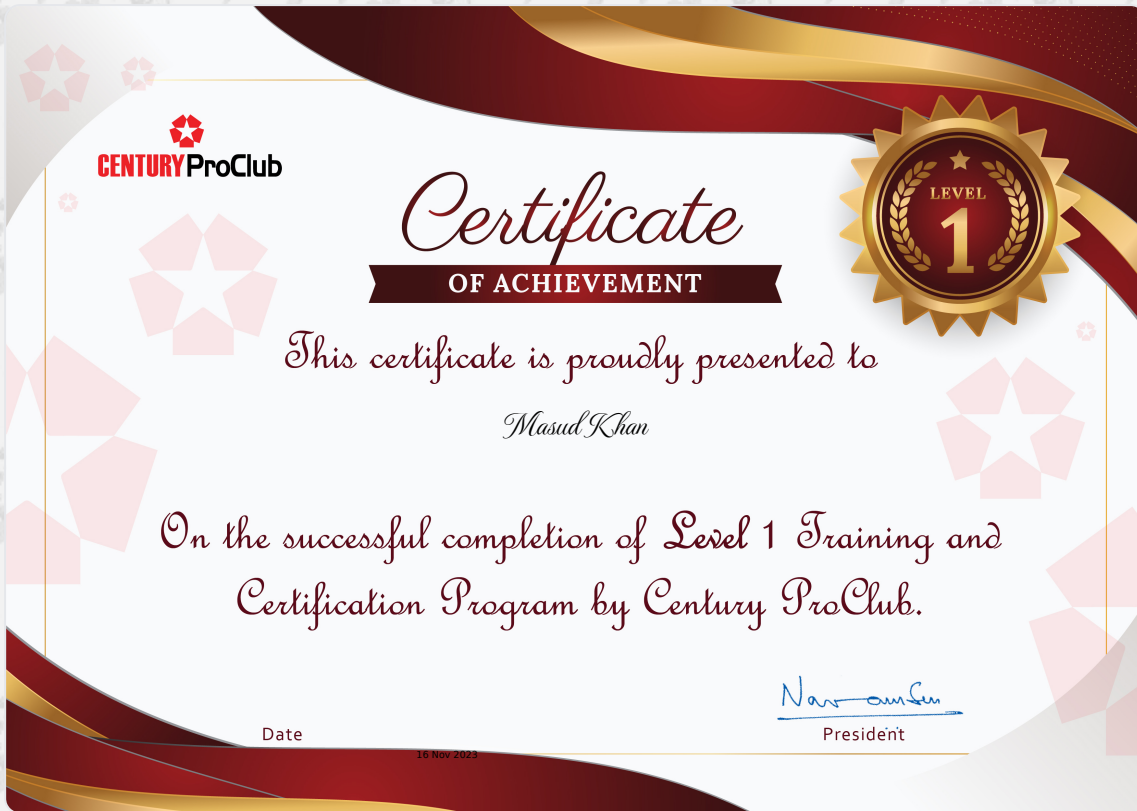 CENTURY ProClub
LEVEL
1
Certificate
OF ACHIEVEMENT
This certificate is proudly presented to
Masud Khan
On the successful completion of Level 1 Training and
Certification Program by Century ProClub.
Date
President
16 Nov 2023